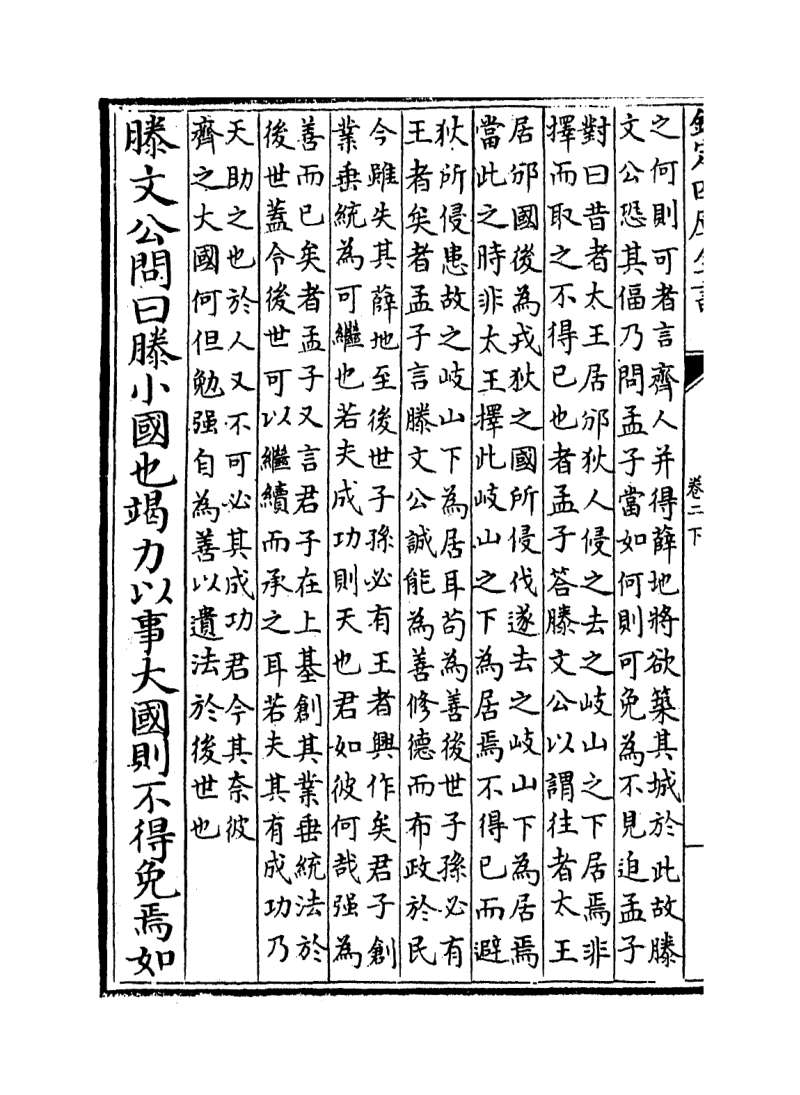 欽定四庫全書
卷二下
之何則可者言齊人并得薛地將欲築其城於此故滕
文公恐其偪乃問孟子當如何則可免為不見迫孟子
對曰昔者太王居邠狄人侵之去之岐山之下居焉非
擇而取之不得已也者孟子荅滕文公以謂往者太王
居邠國後為戎狄之國所侵伐遂去之岐山下為居焉
當此之時非太王擇此岐山之下為居焉不得已而避
狄所侵患故之岐山下為居耳苟為善後世子孫必有
王者矣者孟子言滕文公誠能為善修德而布政於民
今雖失其薛地至後世子孫必有王者興作矣君子創
業垂統為可繼也若夫成功則天也君如彼何哉强為
善而已矣者孟子又言君子在上基創其業垂統法於
後世蓋令後世可以繼續而承之耳若夫其有成功乃
天助之也於人又不可必其成功君今其奈彼
齊之大國何但勉强自為善以遺法於後世也
滕文公問曰滕小國也竭力以事大國則不得免焉如